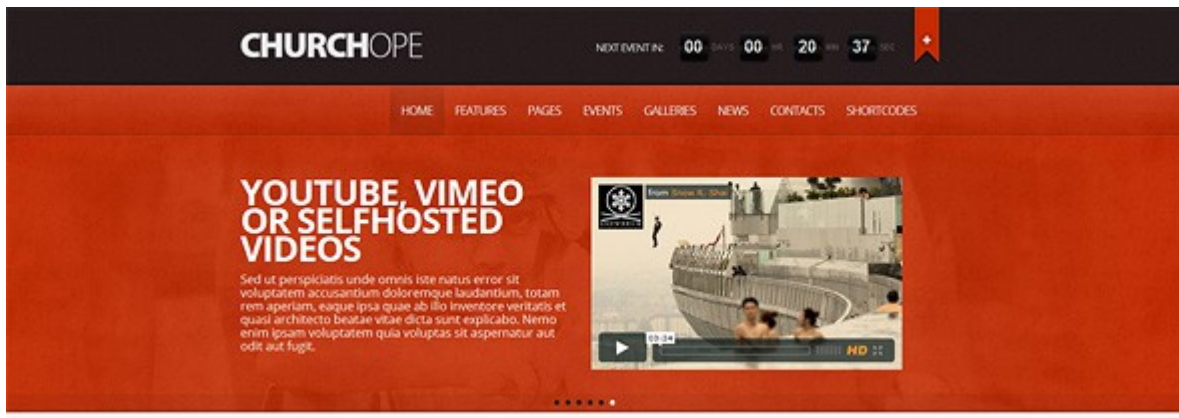 CHURCHOPE
NEXT EVENT IN: 00 DAYS 00 HR 20 MIN 37 SEC
+
HOME FEATURES PAGES EVENTS GALLERIES NEWS CONTACTS SHORTCODES
YOUTUBE, VIMEO
OR SELFHOSTED
VIDEOS
Sed ut perspiciatis unde omnis iste natus error sit
voluptatem accusantium doloremque laudantium, totam
rem aperiam, eaque ipsa quae ab illo inventore veritatis et
quasi architecto beatae vitae dicta sunt explicabo. Nemo
enim ipsam voluptatem quia voluptas sit aspernatur aut
odit aut fugit.
from
HD